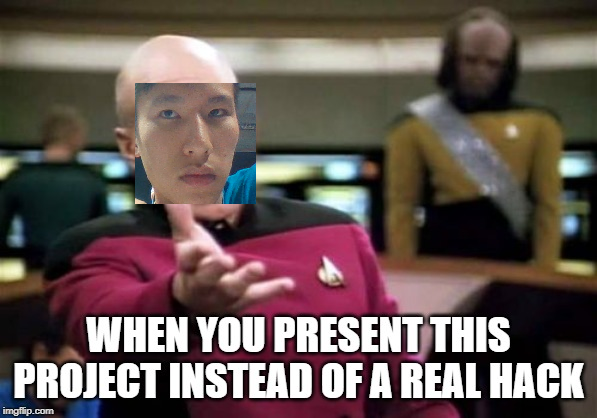 WHEN YOU PRESENT THIS
PROJECT INSTEAD OF A REAL HACK
imgflip.com